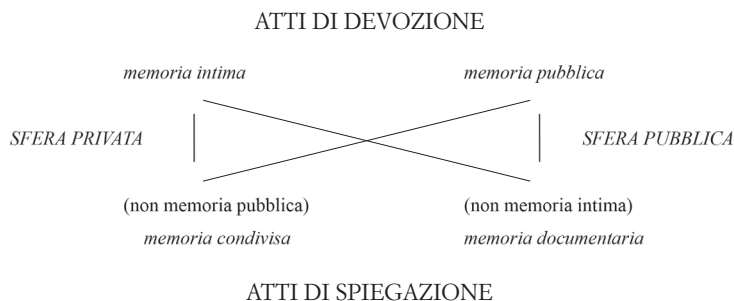 ATTI DI DEVOZIONE
memoria intima memoria pubblica
SFERA PRIVATA SFERA PUBBLICA
(non memoria pubblica) (non memoria intima)
memoria condivisa memoria documentaria
ATTI DI SPIEGAZIONE